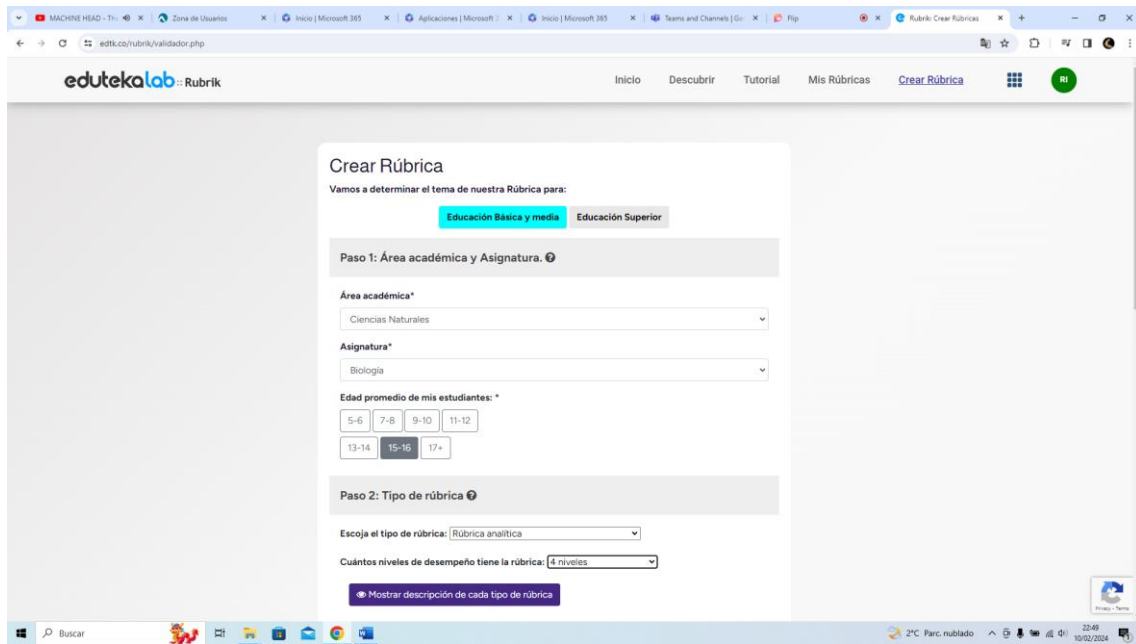 MACHINE HEAD - Th
Zona de Usuarios
Inicio | Microsoft 365
Aplicaciones | Microsoft
Inicio | Microsoft 365
Teams and Channels | Go
Flip
Rubrik: Crear Rúbricas
edtk.co/rubrik/validador.php
edutekalab :: Rubrik
Inicio Descubrir Tutorial Mis Rúbricas Crear Rúbrica RI
Crear Rúbrica
Vamos a determinar el tema de nuestra Rúbrica para:
Educación Básica y media Educación Superior
Paso 1: Área académica y Asignatura.
Área académica*
Ciencias Naturales
Asignatura*
Biología
Edad promedio de mis estudiantes: *
5-6 7-8 9-10 11-12
13-14 15-16 17+
Paso 2: Tipo de rúbrica
Escoja el tipo de rúbrica: Rúbrica analítica
Cuántos niveles de desempeño tiene la rúbrica: 4 niveles
Mostrar descripción de cada tipo de rúbrica
Privacy - Terms
Buscar
2°C Parc. nublado
22:49
10/02/2024